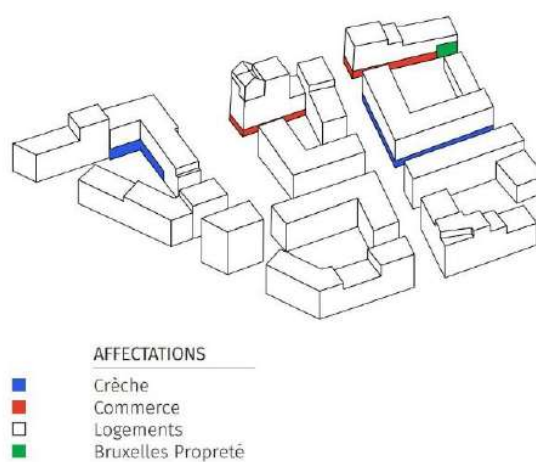 AFFECTATIONS
Crèche
Commerce
Logements
Bruxelles Propreté